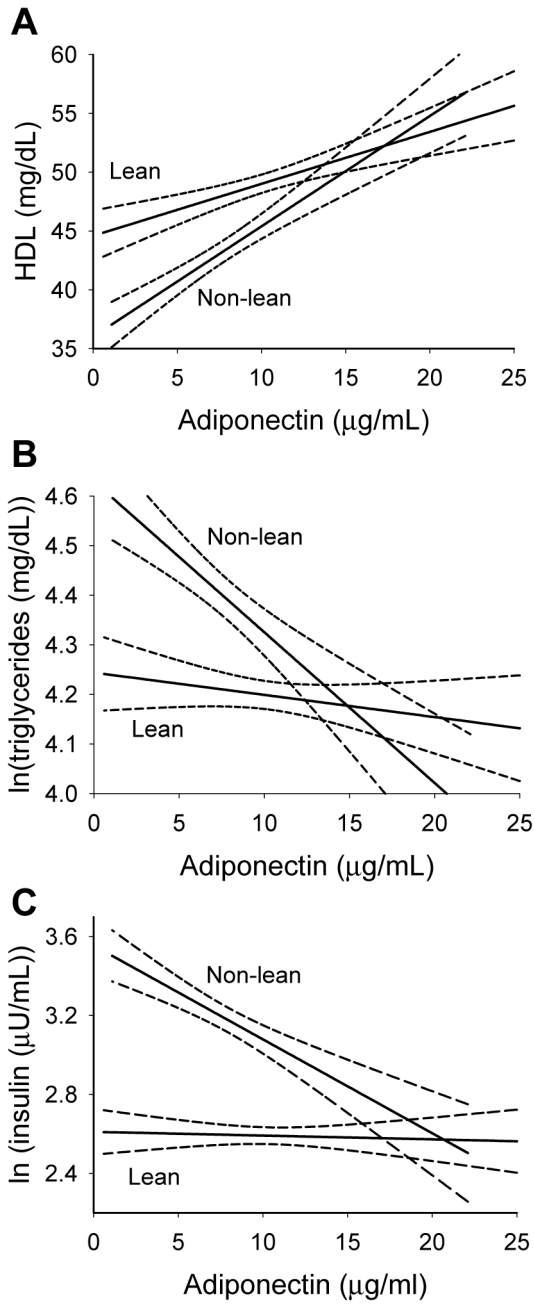 A
60
55
50
45
40
35
HDL (mg/dL)
Lean
Non-lean
0 5 10 15 20 25
Adiponectin (μg/mL)
B
4.6
4.5
4.4
4.3
4.2
4.1
4.0
ln(triglycerides (mg/dL))
Non-lean
Lean
0 5 10 15 20 25
Adiponectin (μg/mL)
C
3.6
3.2
2.8
2.4
ln (insulin (μU/mL))
Non-lean
Lean
0 5 10 15 20 25
Adiponectin (μg/ml)